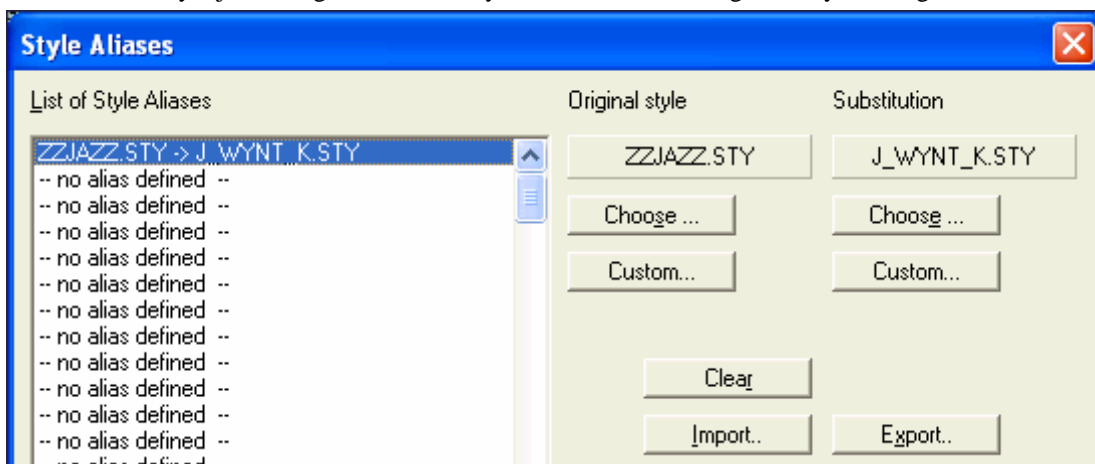 Style Aliases
List of Style Aliases
Original style
Substitution
ZZJAZZ.STY -> J_WYNT_K.STY
-- no alias defined --
-- no alias defined --
-- no alias defined --
-- no alias defined --
-- no alias defined --
-- no alias defined --
-- no alias defined --
-- no alias defined --
-- no alias defined --
-- no alias defined --
-- no alias defined --
ZZJAZZ.STY
J_WYNT_K.STY
Choose ...
Choose ...
Custom...
Custom...
Clear
Import..
Export..